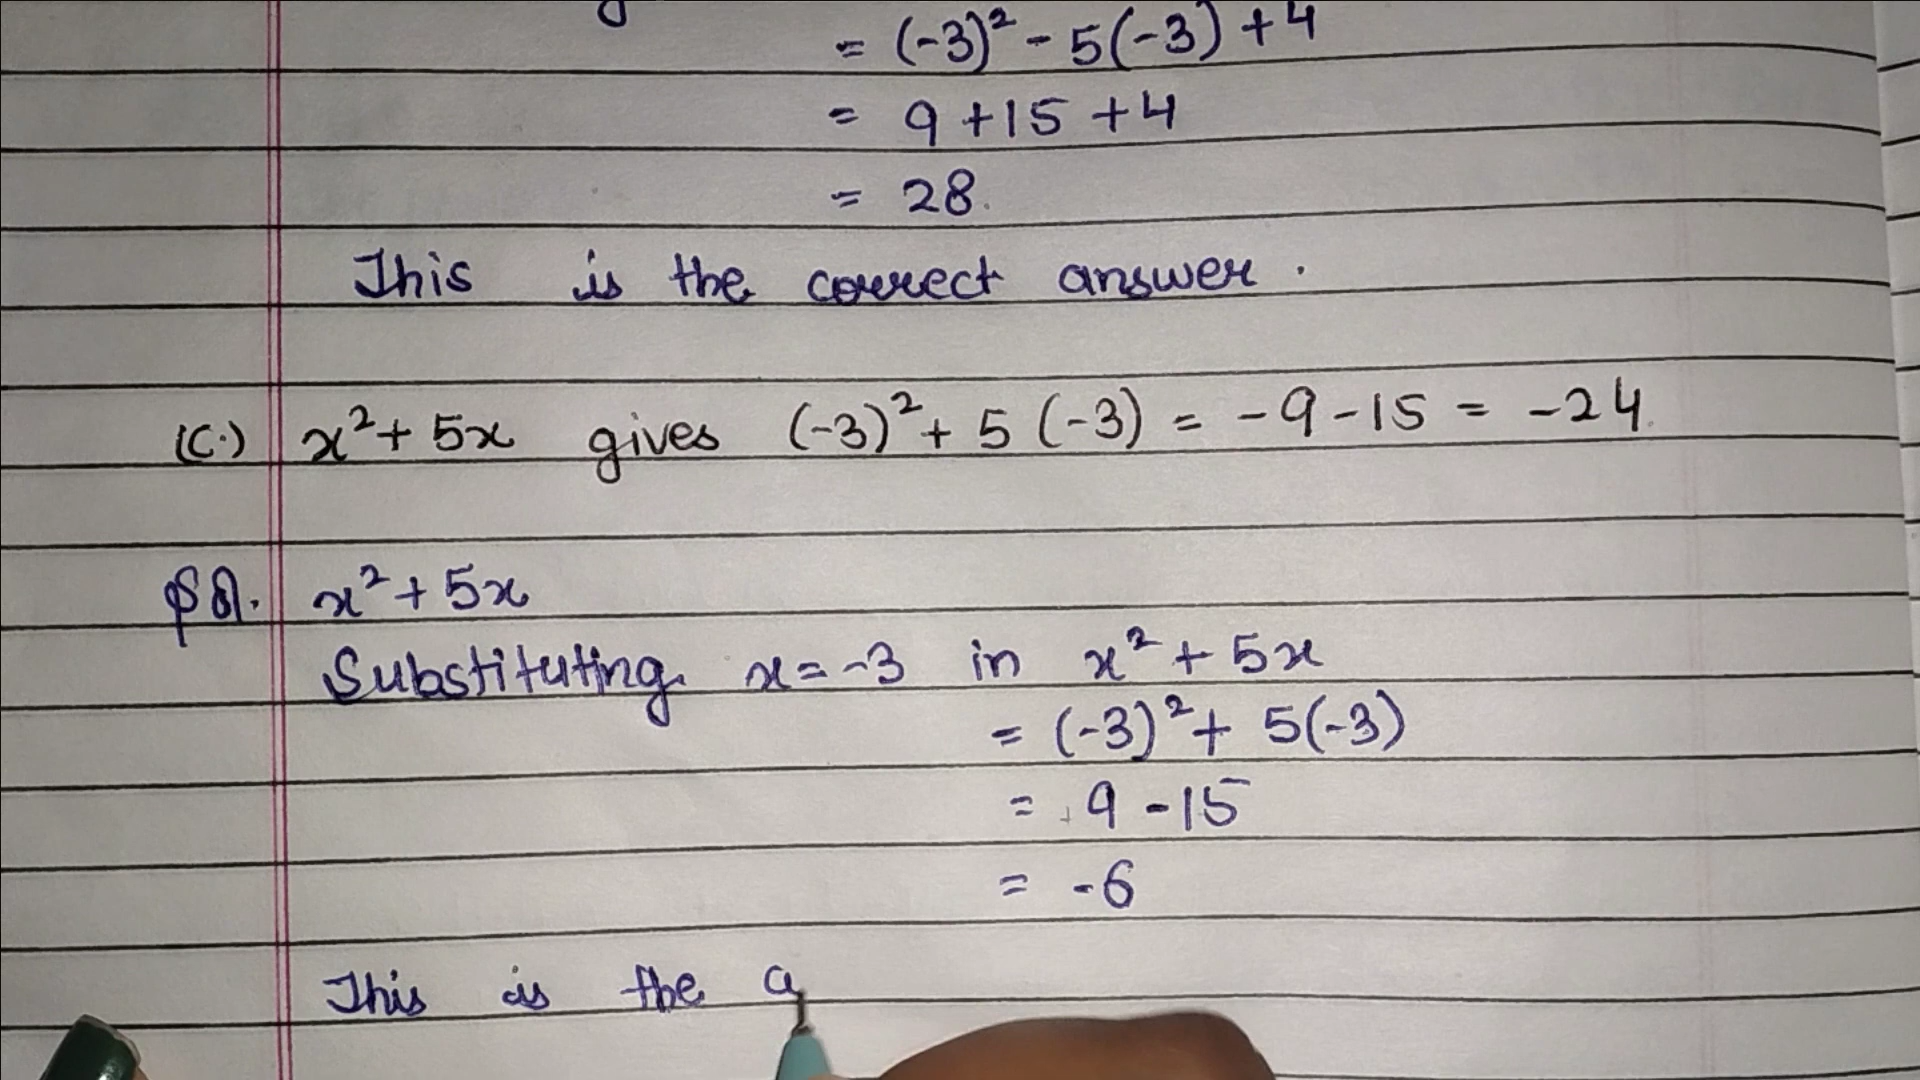 = (-3)² - 5(-3) + 4
= 9 + 15 + 4
= 28.
This is the correct answer.
(C.) x² + 5x gives (-3)² + 5 (-3) = -9 - 15 = -24.
x² + 5x
Substituting x = -3 in x² + 5x
= (-3)² + 5(-3)
= 9 - 15
= -6
This is the a